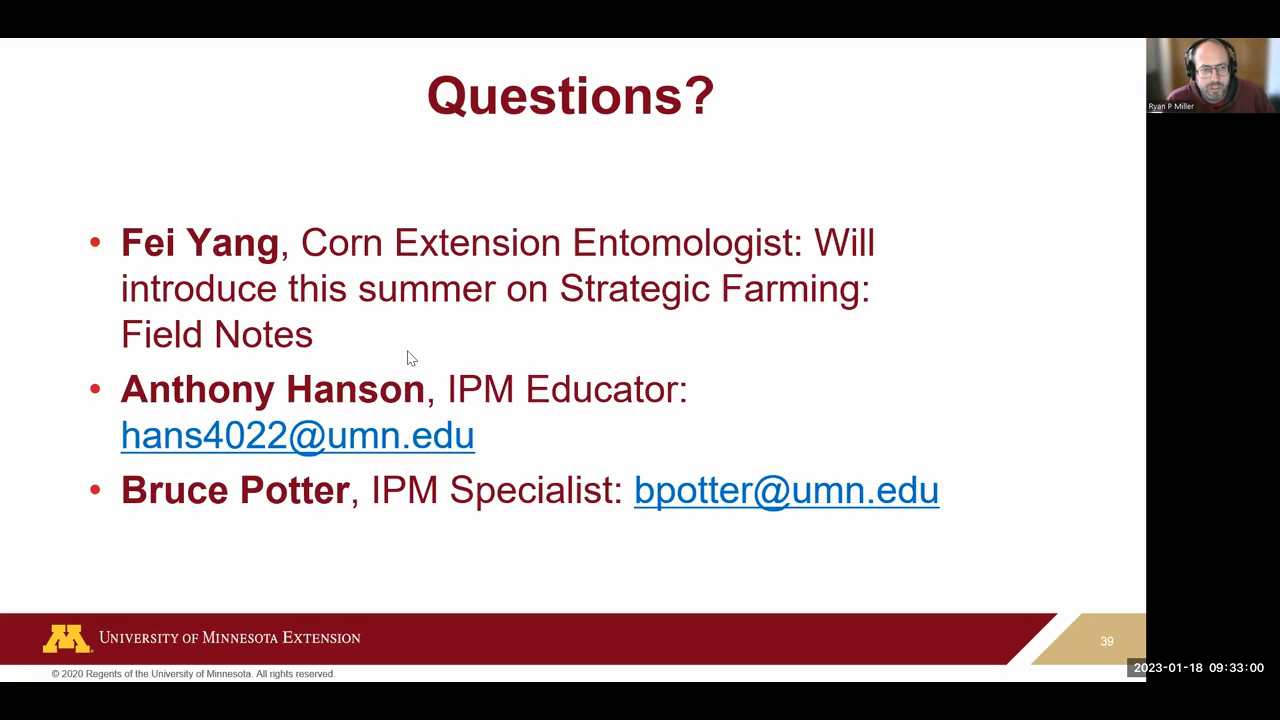 Questions?
Ryan P Miller
• Fei Yang, Corn Extension Entomologist: Will
introduce this summer on Strategic Farming:
Field Notes
• Anthony Hanson, IPM Educator:
hans4022@umn.edu
• Bruce Potter, IPM Specialist: bpotter@umn.edu
M UNIVERSITY OF MINNESOTA EXTENSION
39
© 2020 Regents of the University of Minnesota. All rights reserved.
2023-01-18 09:33:00